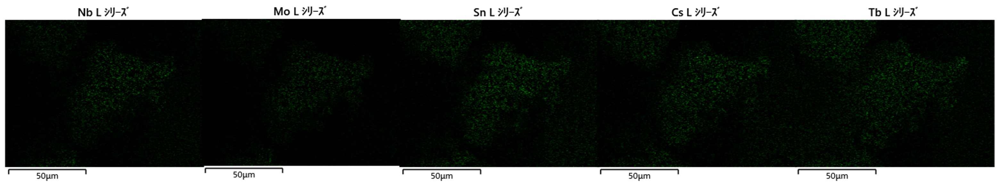 Nb L ｼﾘｰｽﾞ
Mo L ｼﾘｰｽﾞ
Sn L ｼﾘｰｽﾞ
Cs L ｼﾘｰｽﾞ
Tb L ｼﾘｰｽﾞ
50µm
50µm
50µm
50µm
50µm